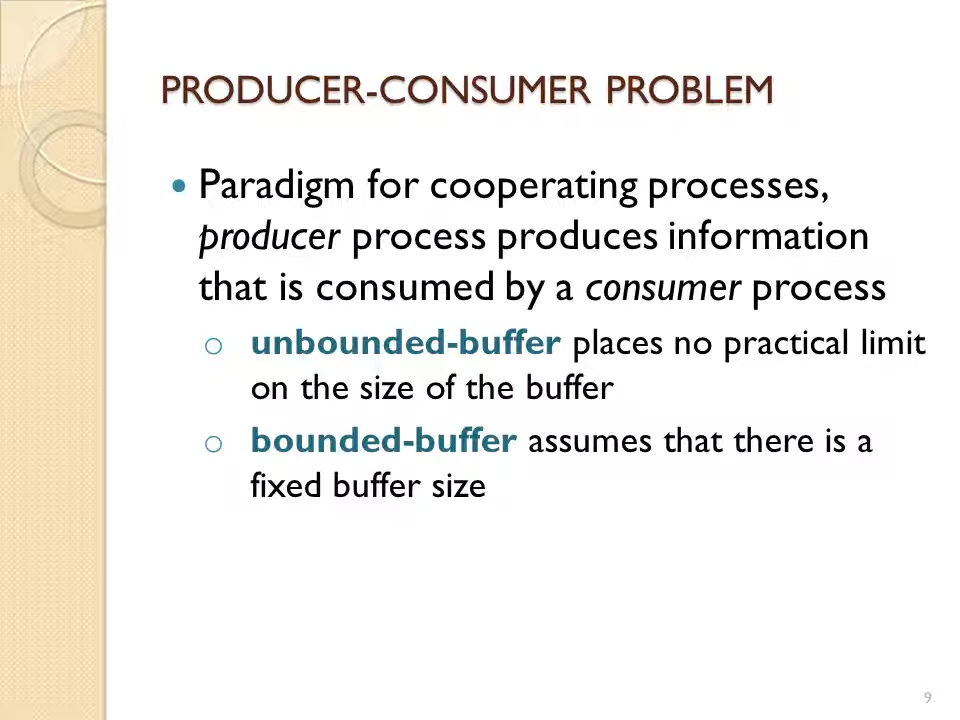 PRODUCER-CONSUMER PROBLEM
• Paradigm for cooperating processes,
producer process produces information
that is consumed by a consumer process
o unbounded-buffer places no practical limit
on the size of the buffer
o bounded-buffer assumes that there is a
fixed buffer size
9